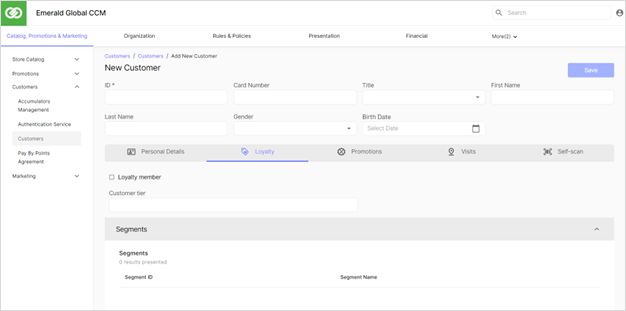 Emerald Global CCM
Search
Catalog, Promotions & Marketing
Organization
Rules & Policies
Presentation
Financial
More(2)
Store Catalog
Promotions
Customers
Accumulators
Management
Authentication Service
Customers
Pay By Points
Agreement
Marketing
Customers / Customers / Add New Customer
New Customer
Save
ID *
Card Number
Title
First Name
Last Name
Gender
Birth Date
Select Date
Personal Details
Loyalty
Promotions
Visits
Self-scan
Loyalty member
Customer tier
Segments
Segments
0 results presented
Segment ID
Segment Name